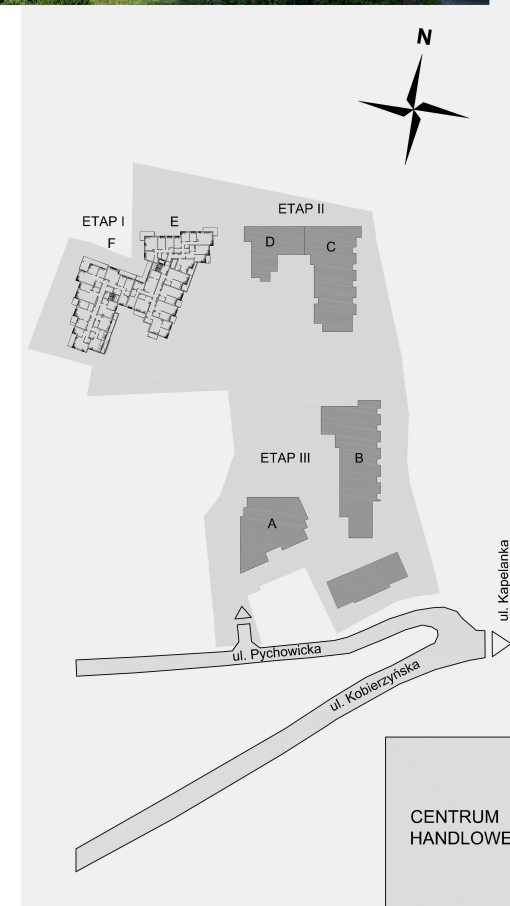 N
ETAP I
E
F
ETAP II
D
C
ETAP III
B
A
ul. Kapelanka
ul. Pychowicka
ul. Kobierzyńska
CENTRUM
HANDLOWE